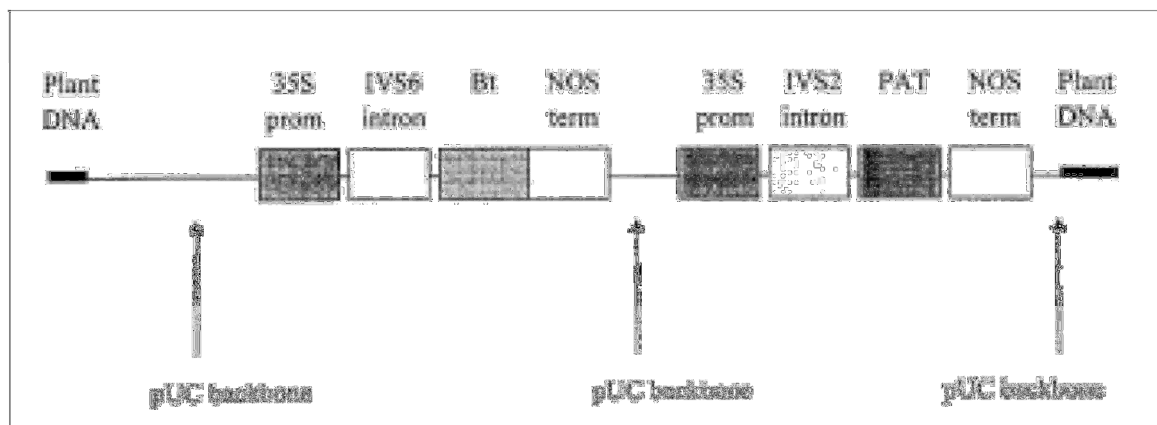 Plant DNA
35S prom
IVS6 intron
Bt
NOS term
35S prom
IVS2 intron
PAT
NOS term
Plant DNA
pUC backbone
pUC backbone
pUC backbone